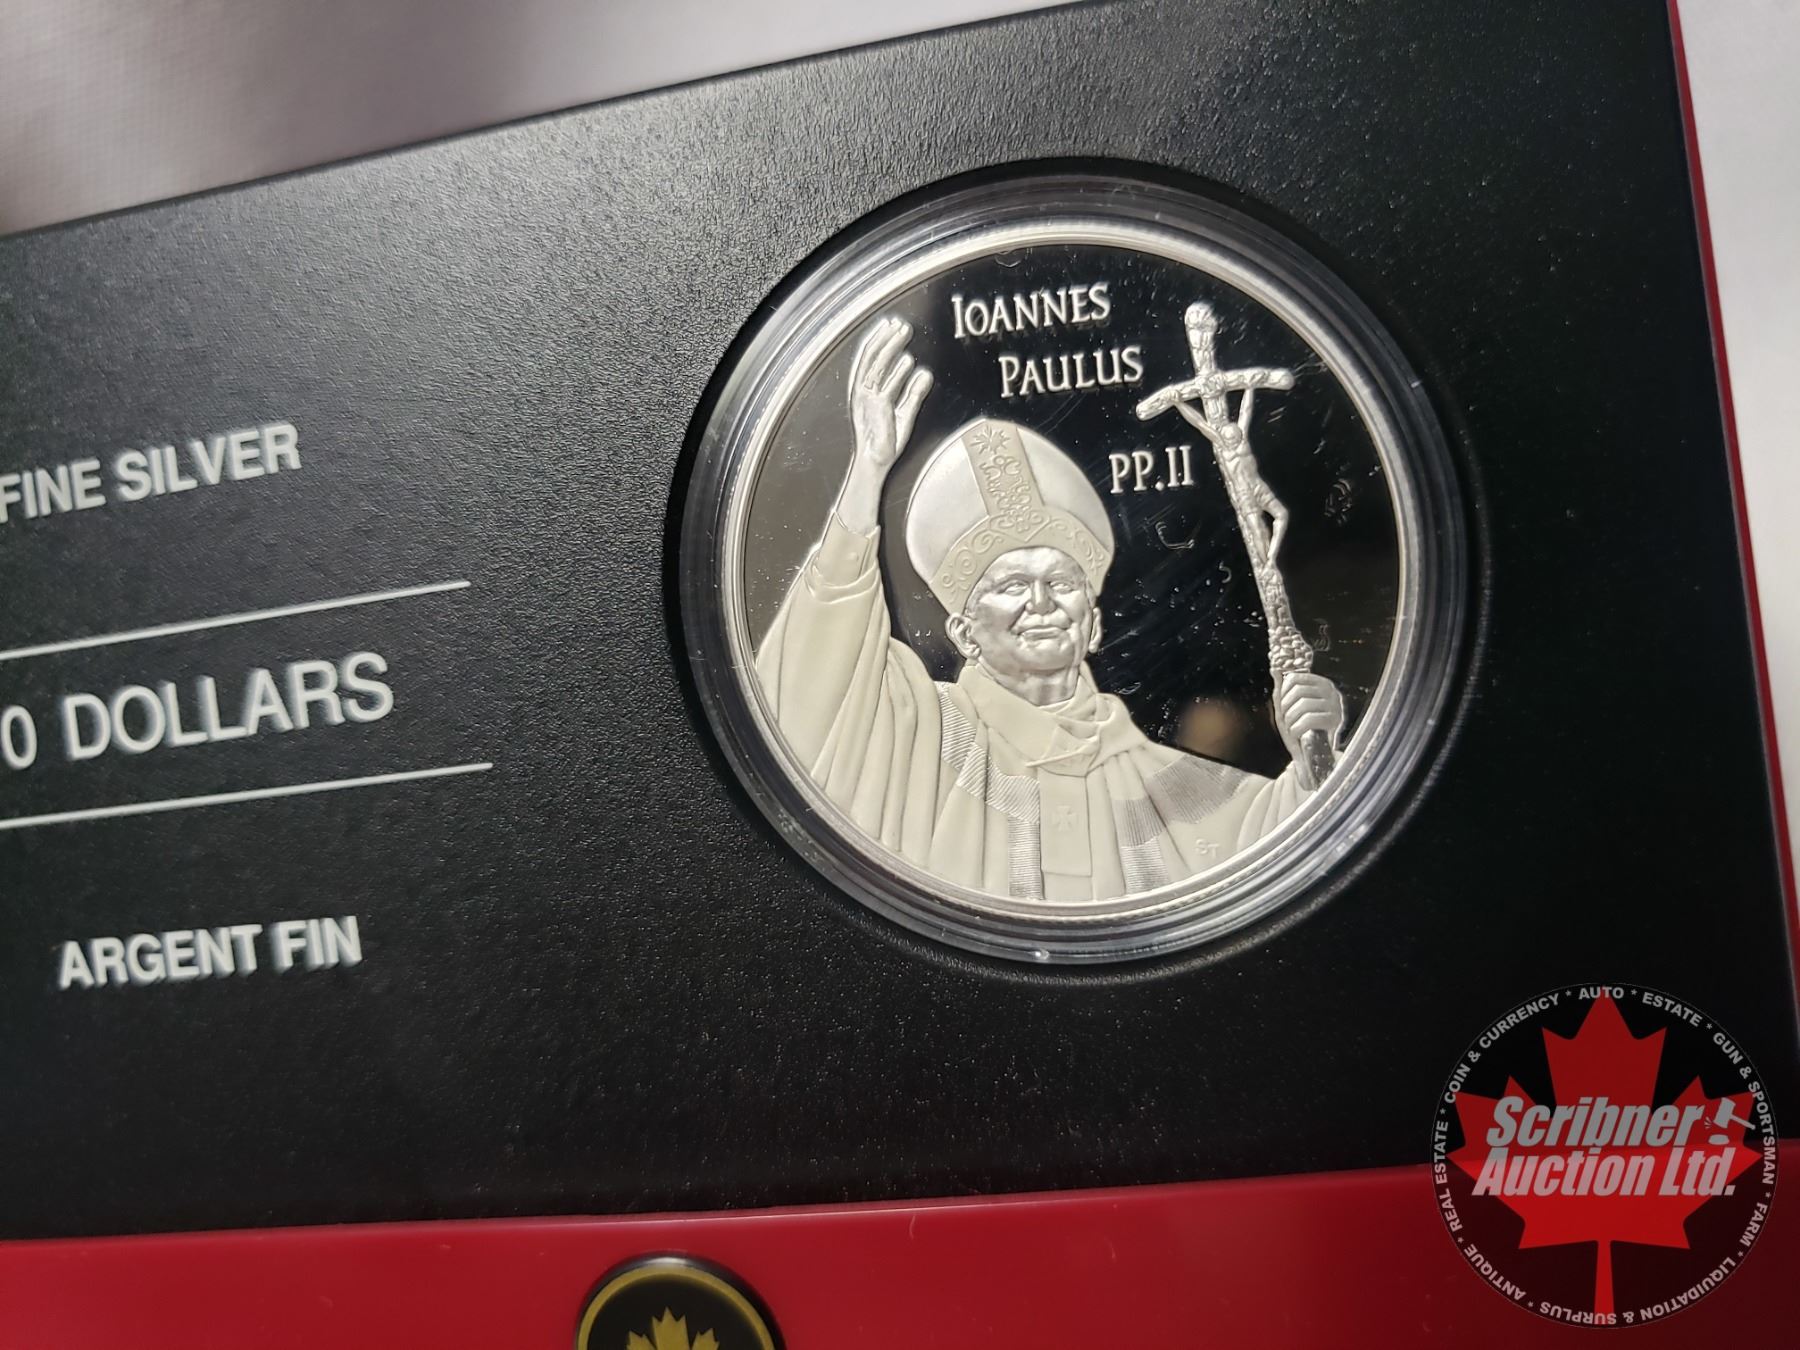 FINE SILVER
0 DOLLARS
ARGENT FIN
IOANNES
PAULUS
PP.II
ST
Scribner
Auction Ltd.
COIN & CURRENCY * AUTO * ESTATE * GUN & SPORTSMAN * FARM * LIQUIDATION & SURPLUS * ANTIQUE * REAL ESTATE *